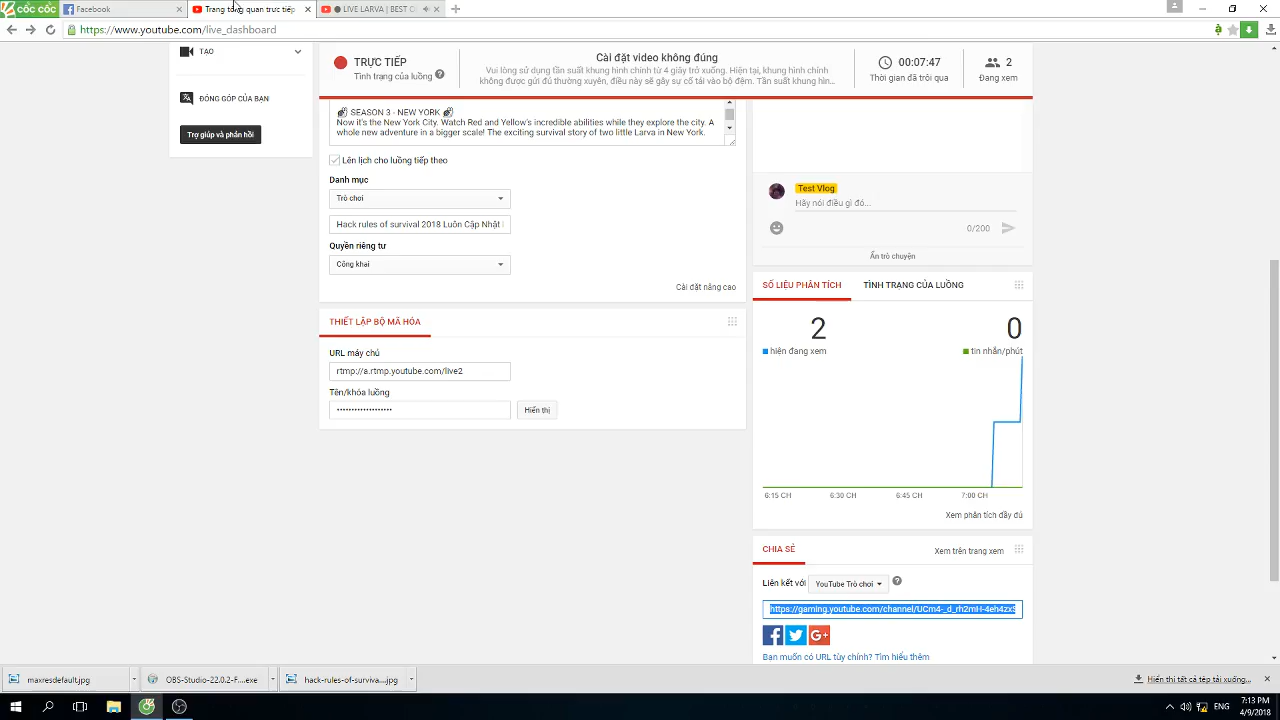 CỐC CỐC
Facebook
Trang tổng quan trực tiếp
LIVE LARVA | BEST O
https://www.youtube.com/live_dashboard
TẠO
ĐÓNG GÓP CỦA BẠN
Trợ giúp và phản hồi
TRỰC TIẾP
Tình trạng của luồng
Cài đặt video không đúng
Vui lòng sử dụng tần suất khung hình chính từ 4 giây trở xuống. Hiện tại, khung hình chính
không được gửi đủ thường xuyên, điều này sẽ gây sự cố tải vào bộ đệm. Tần suất khung hìn...
00:07:47
Thời gian đã trôi qua
2
Đang xem
SEASON 3 - NEW YORK
Now it's the New York City. Watch Red and Yellow's incredible abilities while they explore the city. A
whole new adventure in a bigger scale! The exciting survival story of two little Larva in New York.
Lên lịch cho luồng tiếp theo
Danh mục
Trò chơi
Hack rules of survival 2018 Luôn Cập Nhật
Quyền riêng tư
Công khai
Cài đặt nâng cao
THIẾT LẬP BỘ MÃ HÓA
URL máy chủ
rtmp://a.rtmp.youtube.com/live2
Tên/khóa luồng
••••••••••••••••••• Hiển thị
Test Vlog
Hãy nói điều gì đó...
0/200
Ẩn trò chuyện
SỐ LIỆU PHÂN TÍCH TÌNH TRẠNG CỦA LUỒNG
2 0
hiện đang xem tin nhắn/phút
6:15 CH 6:30 CH 6:45 CH 7:00 CH
Xem phân tích đầy đủ
CHIA SẺ Xem trên trang xem
Liên kết với YouTube Trò chơi
https://gaming.youtube.com/channel/UCm4-_d_rh2mH-4eh4zxS
Bạn muốn có URL tùy chỉnh? Tìm hiểu thêm
maxresdefault.jpg
OBS-Studio-22.0.2-F....exe
hack-rules-of-surviva....jpg
Hiển thị tất cả tệp tải xuống...
ENG
7:13 PM
4/9/2018